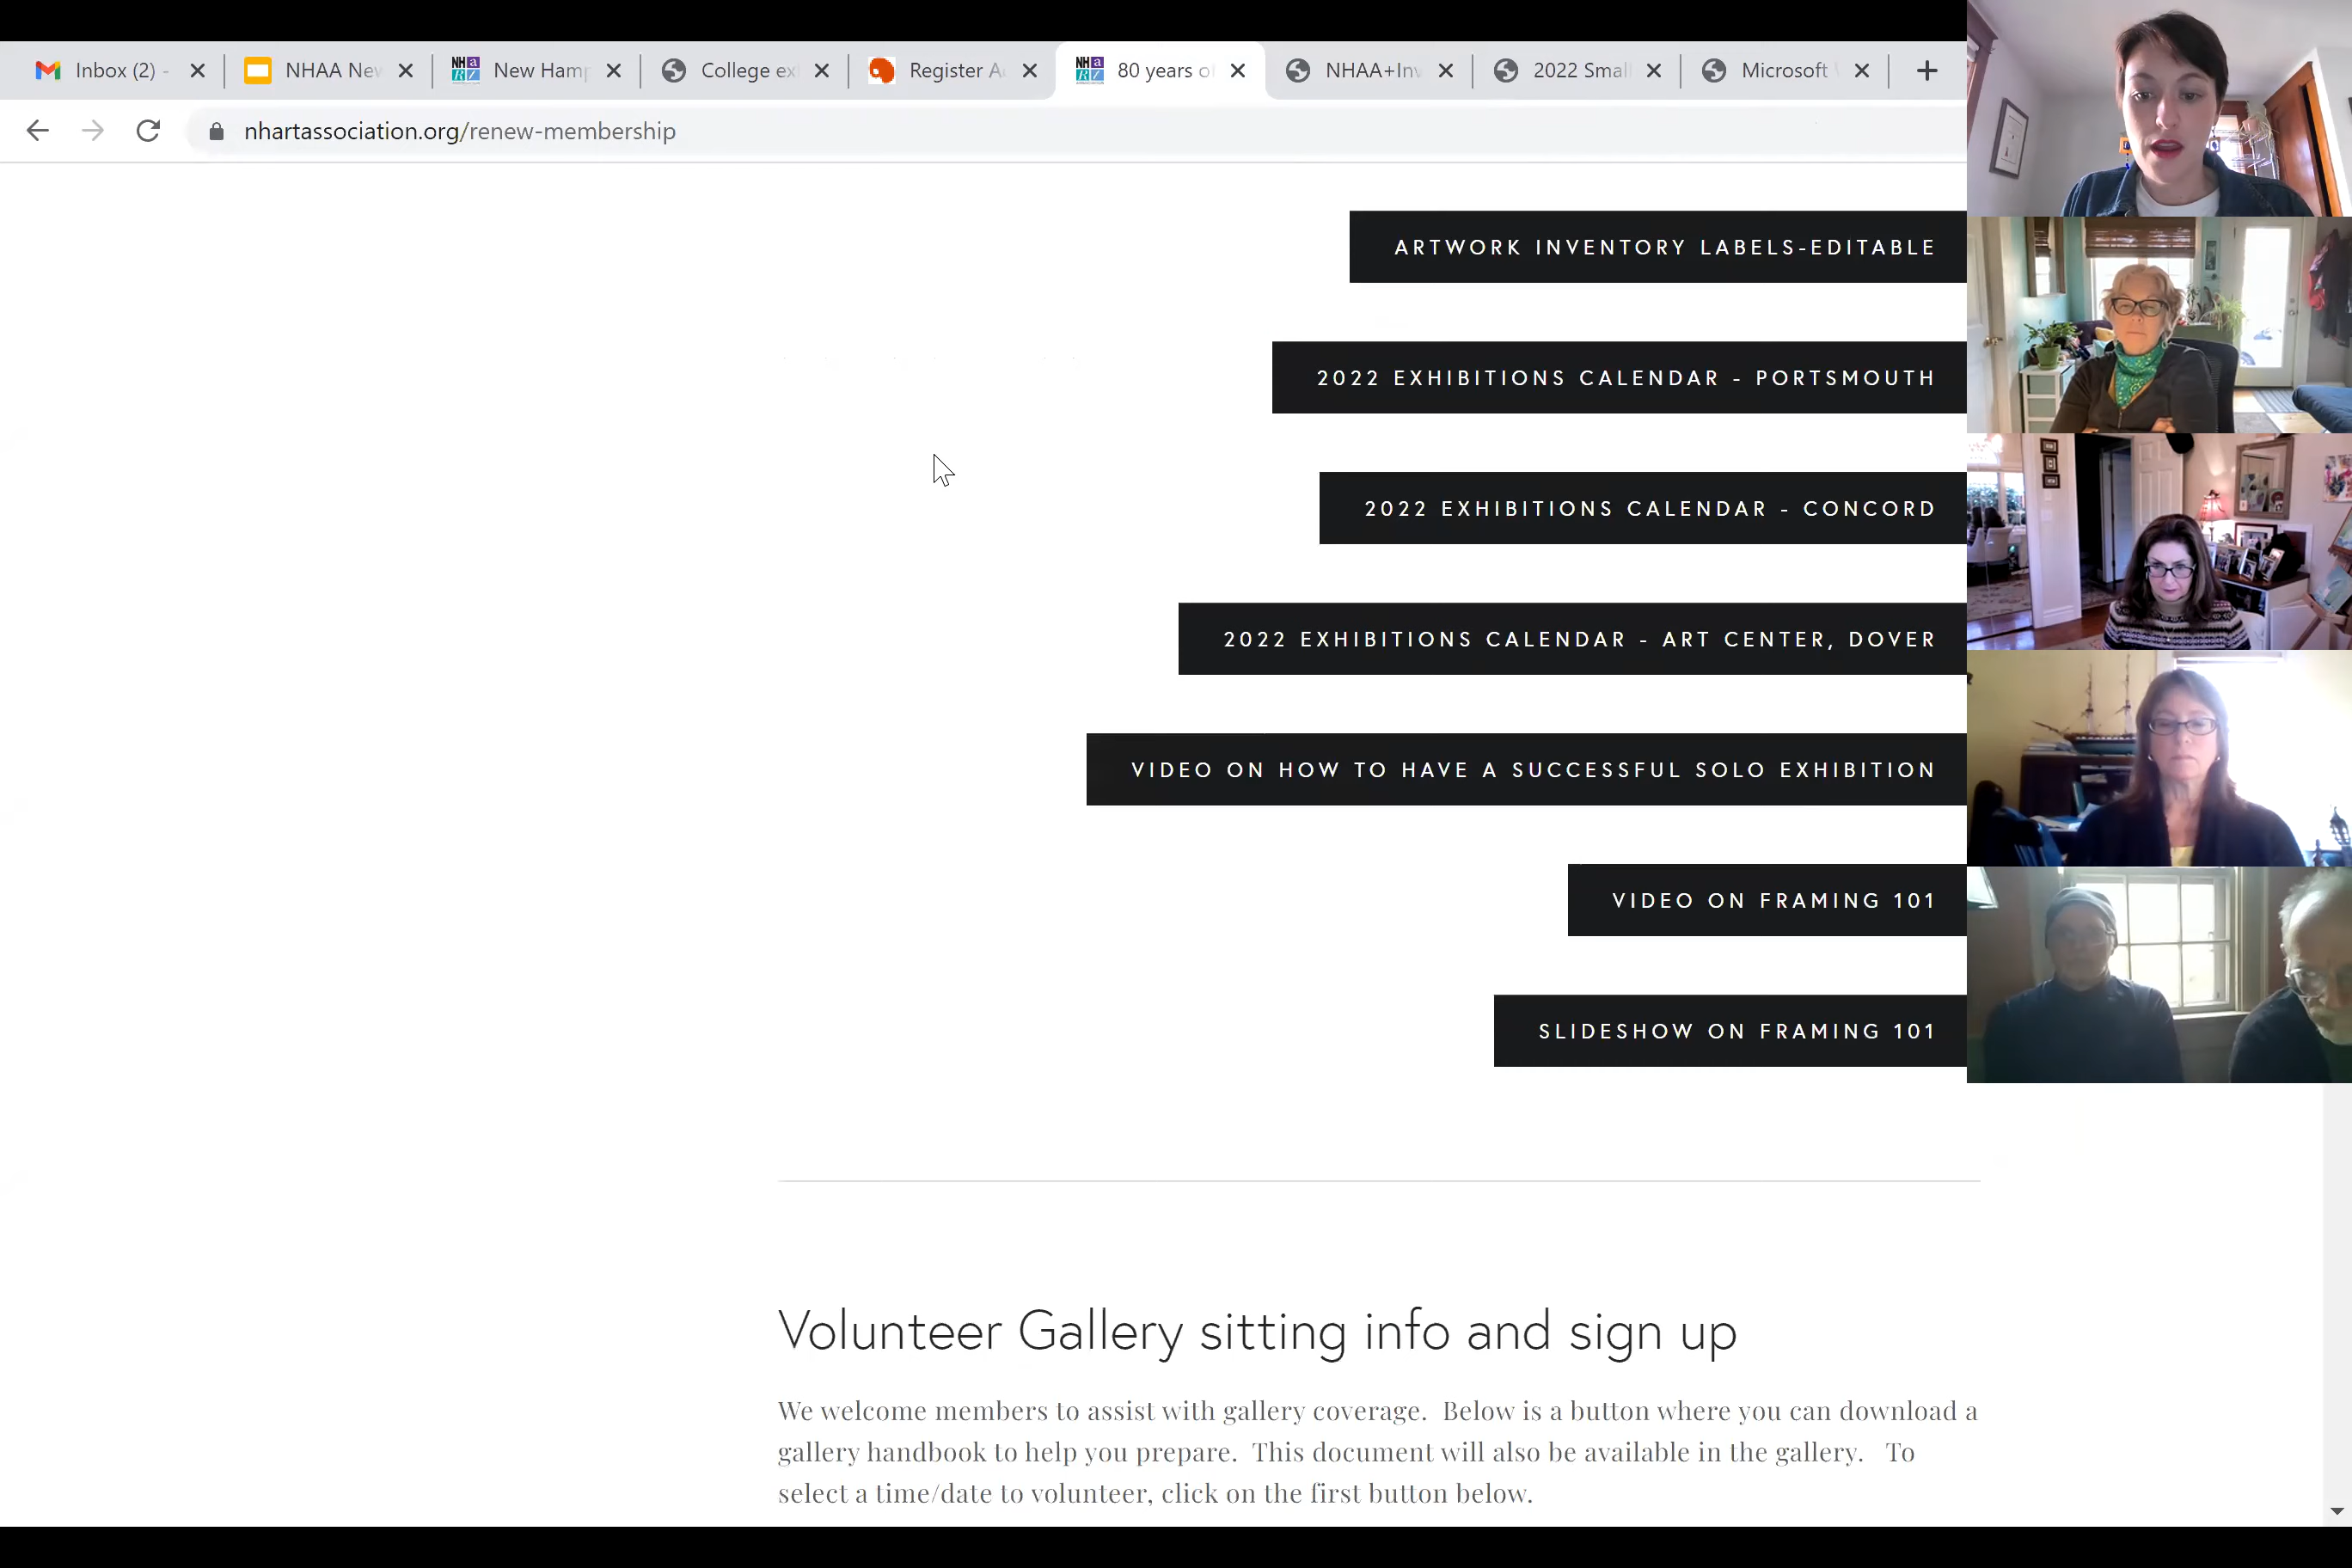 Inbox (2) -
NHAA New
New Hamp
College ex
Register A
80 years o
NHAA+Inv
2022 Smal
Microsoft
nhartassociation.org/renew-membership
ARTWORK INVENTORY LABELS-EDITABLE
2022 EXHIBITIONS CALENDAR - PORTSMOUTH
2022 EXHIBITIONS CALENDAR - CONCORD
2022 EXHIBITIONS CALENDAR - ART CENTER, DOVER
VIDEO ON HOW TO HAVE A SUCCESSFUL SOLO EXHIBITION
VIDEO ON FRAMING 101
SLIDESHOW ON FRAMING 101
Volunteer Gallery sitting info and sign up
We welcome members to assist with gallery coverage. Below is a button where you can download a
gallery handbook to help you prepare. This document will also be available in the gallery. To
select a time/date to volunteer, click on the first button below.